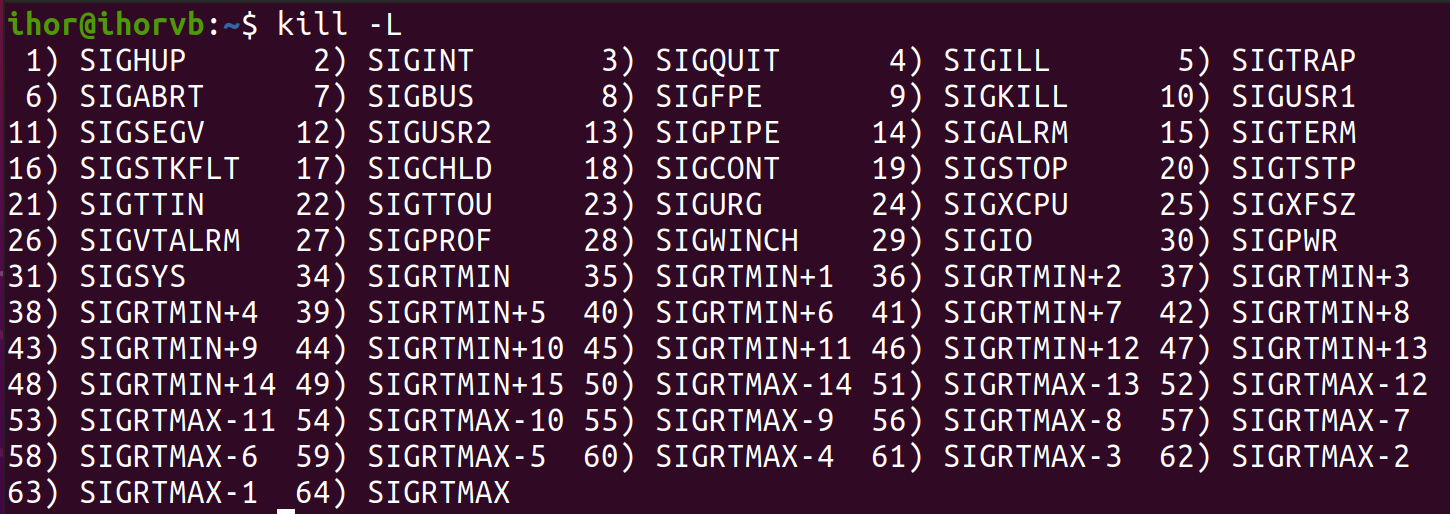 ihor@ihorvb:~$ kill -L
 1) SIGHUP       2) SIGINT       3) SIGQUIT      4) SIGILL       5) SIGTRAP
 6) SIGABRT      7) SIGBUS       8) SIGFPE       9) SIGKILL     10) SIGUSR1
11) SIGSEGV     12) SIGUSR2     13) SIGPIPE     14) SIGALRM     15) SIGTERM
16) SIGSTKFLT   17) SIGCHLD     18) SIGCONT     19) SIGSTOP     20) SIGTSTP
21) SIGTTIN     22) SIGTTOU     23) SIGURG      24) SIGXCPU     25) SIGXFSZ
26) SIGVTALRM   27) SIGPROF     28) SIGWINCH    29) SIGIO       30) SIGPWR
31) SIGSYS      34) SIGRTMIN    35) SIGRTMIN+1  36) SIGRTMIN+2  37) SIGRTMIN+3
38) SIGRTMIN+4  39) SIGRTMIN+5  40) SIGRTMIN+6  41) SIGRTMIN+7  42) SIGRTMIN+8
43) SIGRTMIN+9  44) SIGRTMIN+10 45) SIGRTMIN+11 46) SIGRTMIN+12 47) SIGRTMIN+13
48) SIGRTMIN+14 49) SIGRTMIN+15 50) SIGRTMAX-14 51) SIGRTMAX-13 52) SIGRTMAX-12
53) SIGRTMAX-11 54) SIGRTMAX-10 55) SIGRTMAX-9  56) SIGRTMAX-8  57) SIGRTMAX-7
58) SIGRTMAX-6  59) SIGRTMAX-5  60) SIGRTMAX-4  61) SIGRTMAX-3  62) SIGRTMAX-2
63) SIGRTMAX-1  64) SIGRTMAX